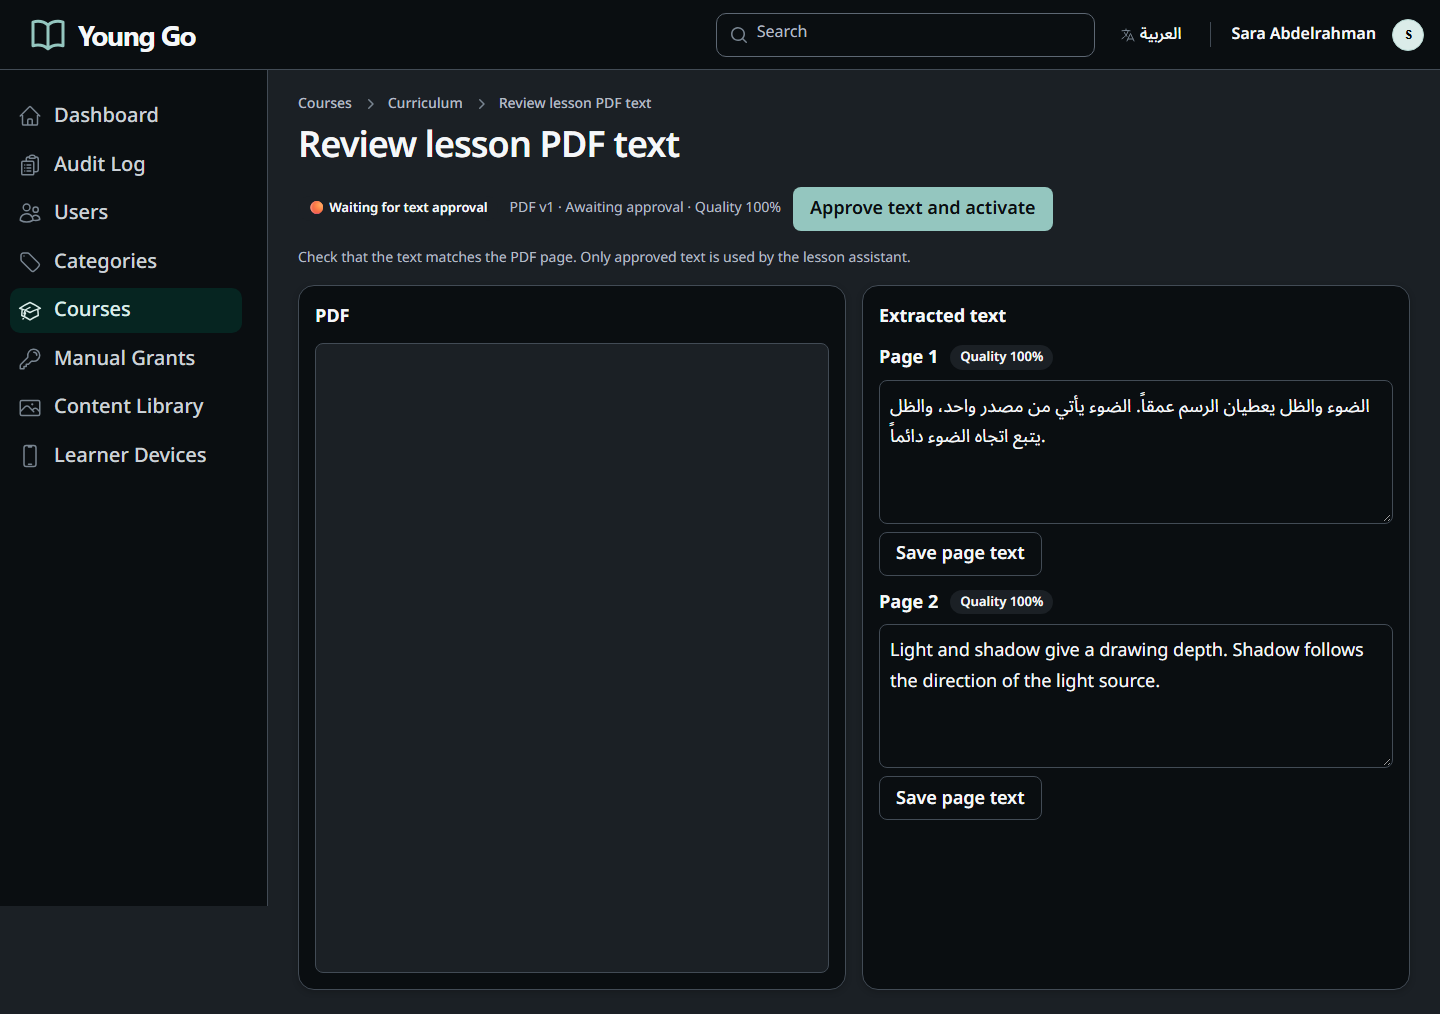 Young Go
Search
العربية
Sara Abdelrahman
S
Dashboard
Audit Log
Users
Categories
Courses
Manual Grants
Content Library
Learner Devices
Courses > Curriculum > Review lesson PDF text
Review lesson PDF text
Waiting for text approval
PDF v1 · Awaiting approval · Quality 100%
Approve text and activate
Check that the text matches the PDF page. Only approved text is used by the lesson assistant.
PDF
Extracted text
Page 1
Quality 100%
الضوء والظل يعطيان الرسم عمقاً. الضوء يأتي من مصدر واحد، والظل
يتبع اتجاه الضوء دائماً.
Save page text
Page 2
Quality 100%
Light and shadow give a drawing depth. Shadow follows
the direction of the light source.
Save page text